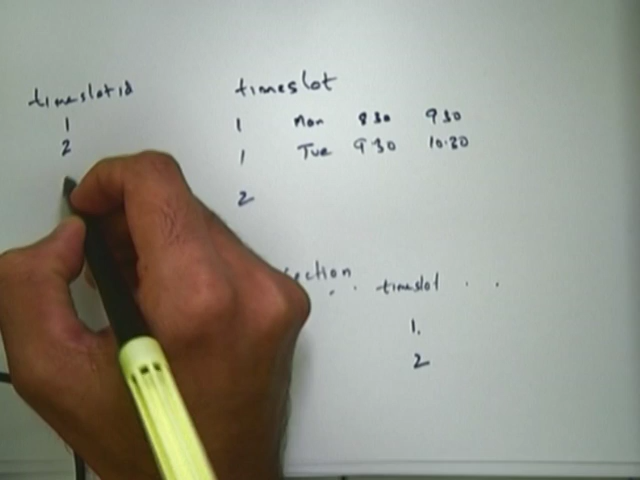 timeslotid
1
2
timeslot
1 Mon 8 30 9 30
1 Tue 9 30 10.20
2
section
. . timeslot . .
1.
2